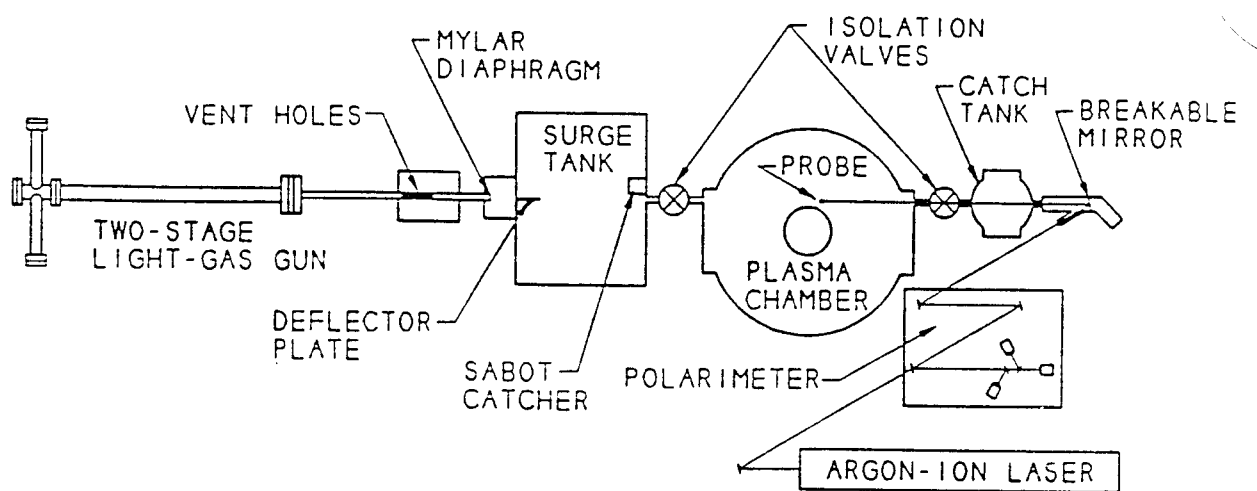 ISOLATION
VALVES
MYLAR
DIAPHRAGM
CATCH
TANK
BREAKABLE
MIRROR
VENT HOLES
SURGE
TANK
PROBE
TWO-STAGE
LIGHT-GAS GUN
PLASMA
CHAMBER
DEFLECTOR
PLATE
SABOT
CATCHER
POLARIMETER
ARGON-ION LASER